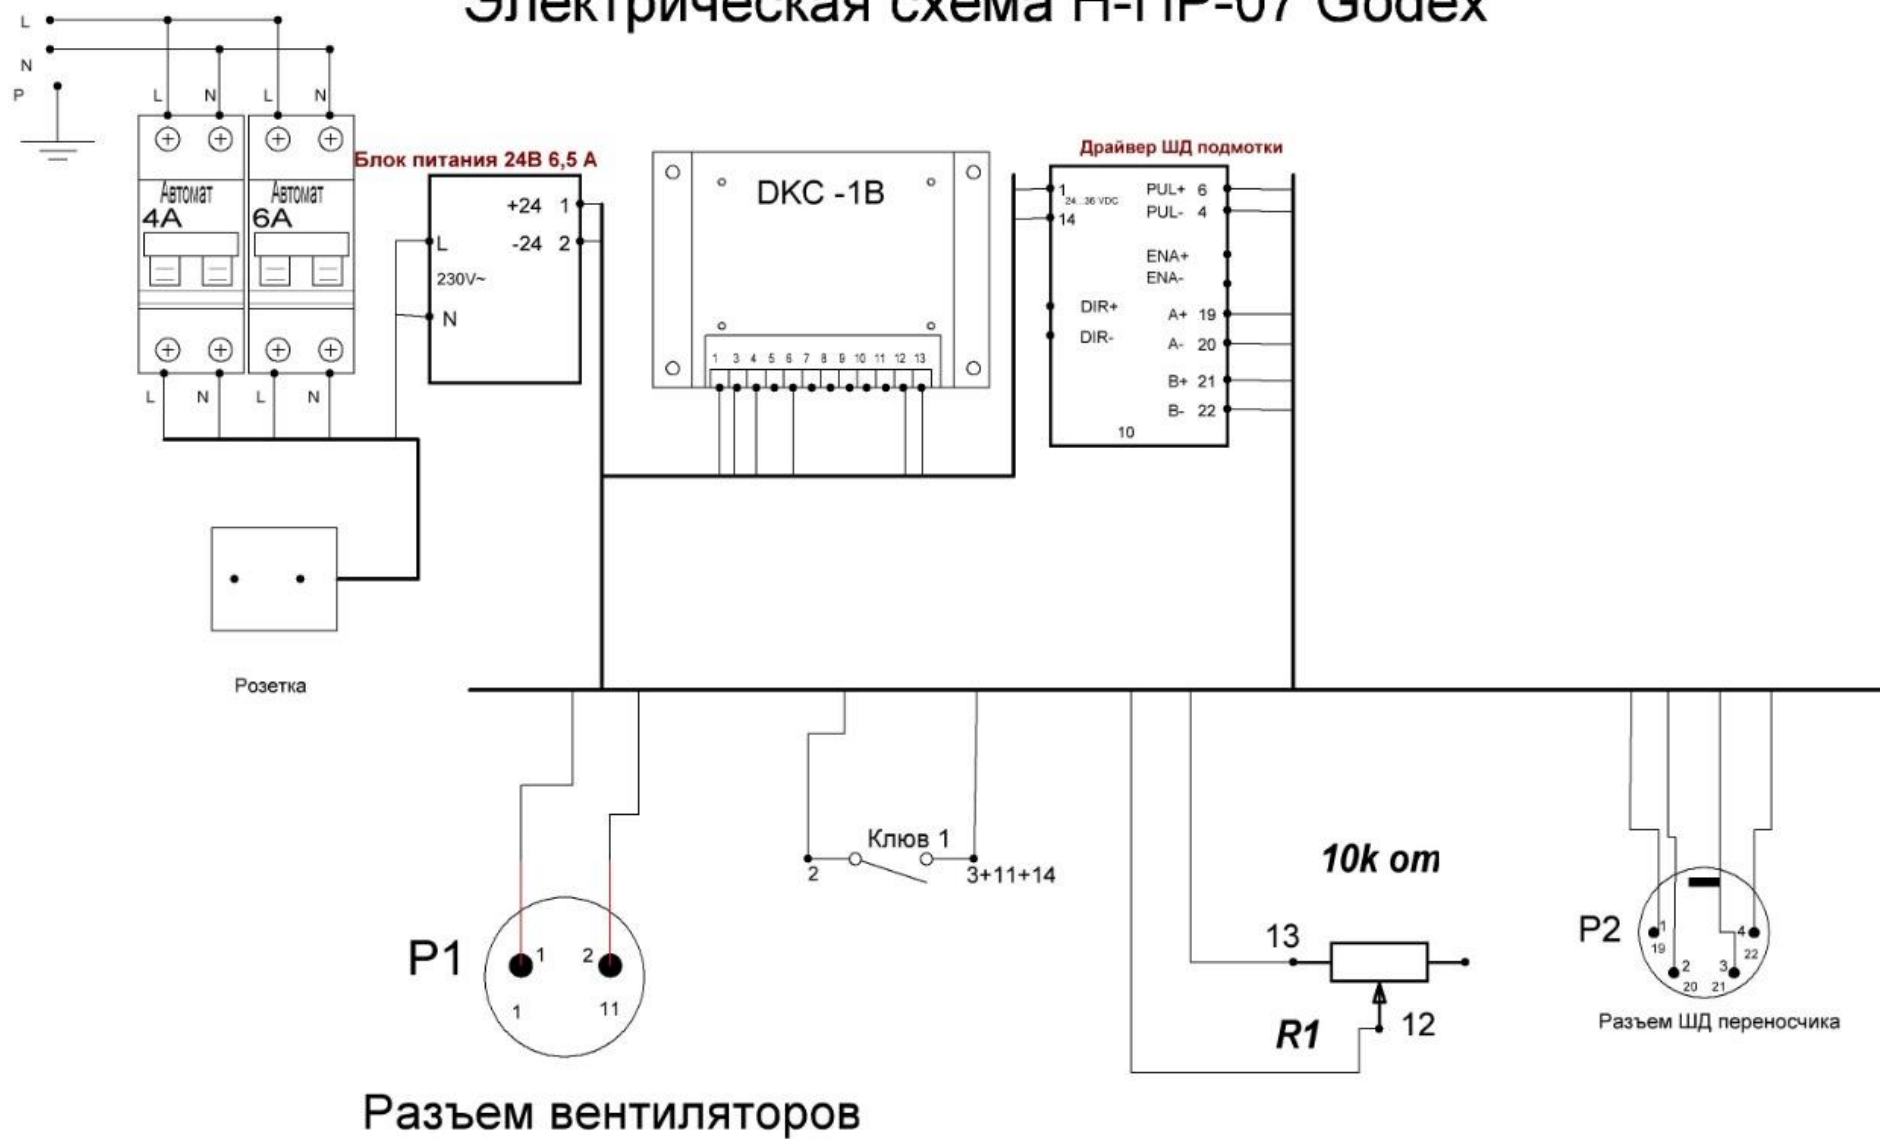 Электрическая схема Н-ПР-07 Godex
L
N
P
L N L N
Автомат
4А
Автомат
6А
L N L N
Блок питания 24В 6,5 А
+24 1
-24 2
L
230V~
N
DKC -1B
1 3 4 5 6 7 8 9 10 11 12 13
Драйвер ШД подмотки
1
24...36 VDC
14
PUL+ 6
PUL- 4
ENA+
ENA-
DIR+
DIR-
A+ 19
A- 20
B+ 21
B- 22
10
Розетка
Клюв 1
2
3+11+14
10k от
13
R1
12
P1
1 2
1 11
Разъем вентиляторов
P2
1 4
19 22
2 3
20 21
Разъем ШД переносчика